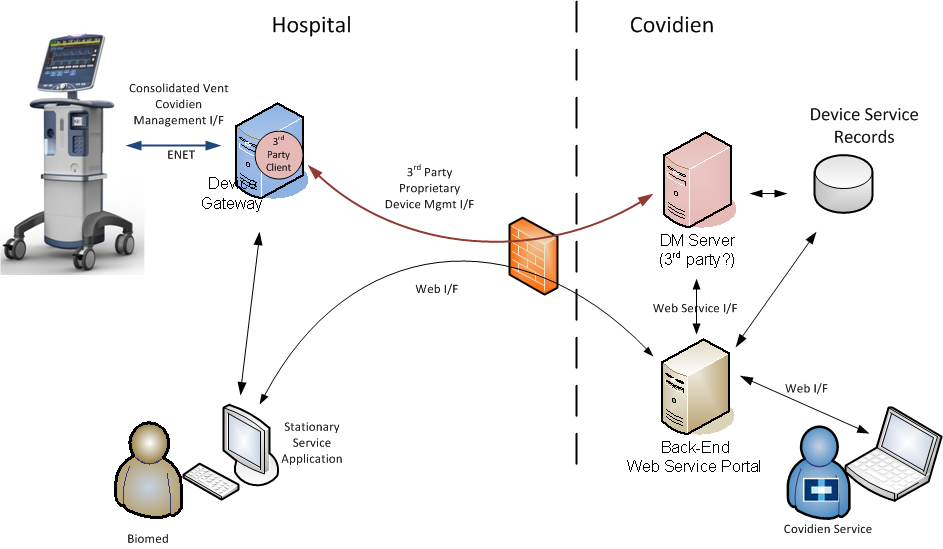 Hospital
Covidien
Consolidated Vent
Covidien
Management I/F
ENET
3rd
Party
Client
Device
Gateway
3rd Party
Proprietary
Device Mgmt I/F
Device Service
Records
DM Server
(3rd party?)
Web I/F
Web Service I/F
Web I/F
Stationary
Service
Application
Back-End
Web Service Portal
Biomed
Covidien Service